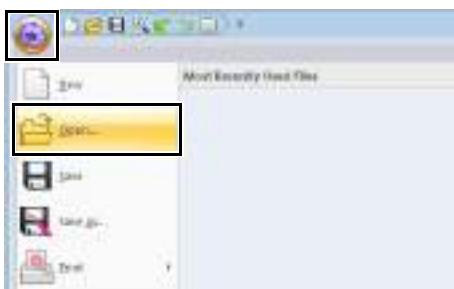 New
Most Recently Used Files
Open...
Save
Save As...
Print